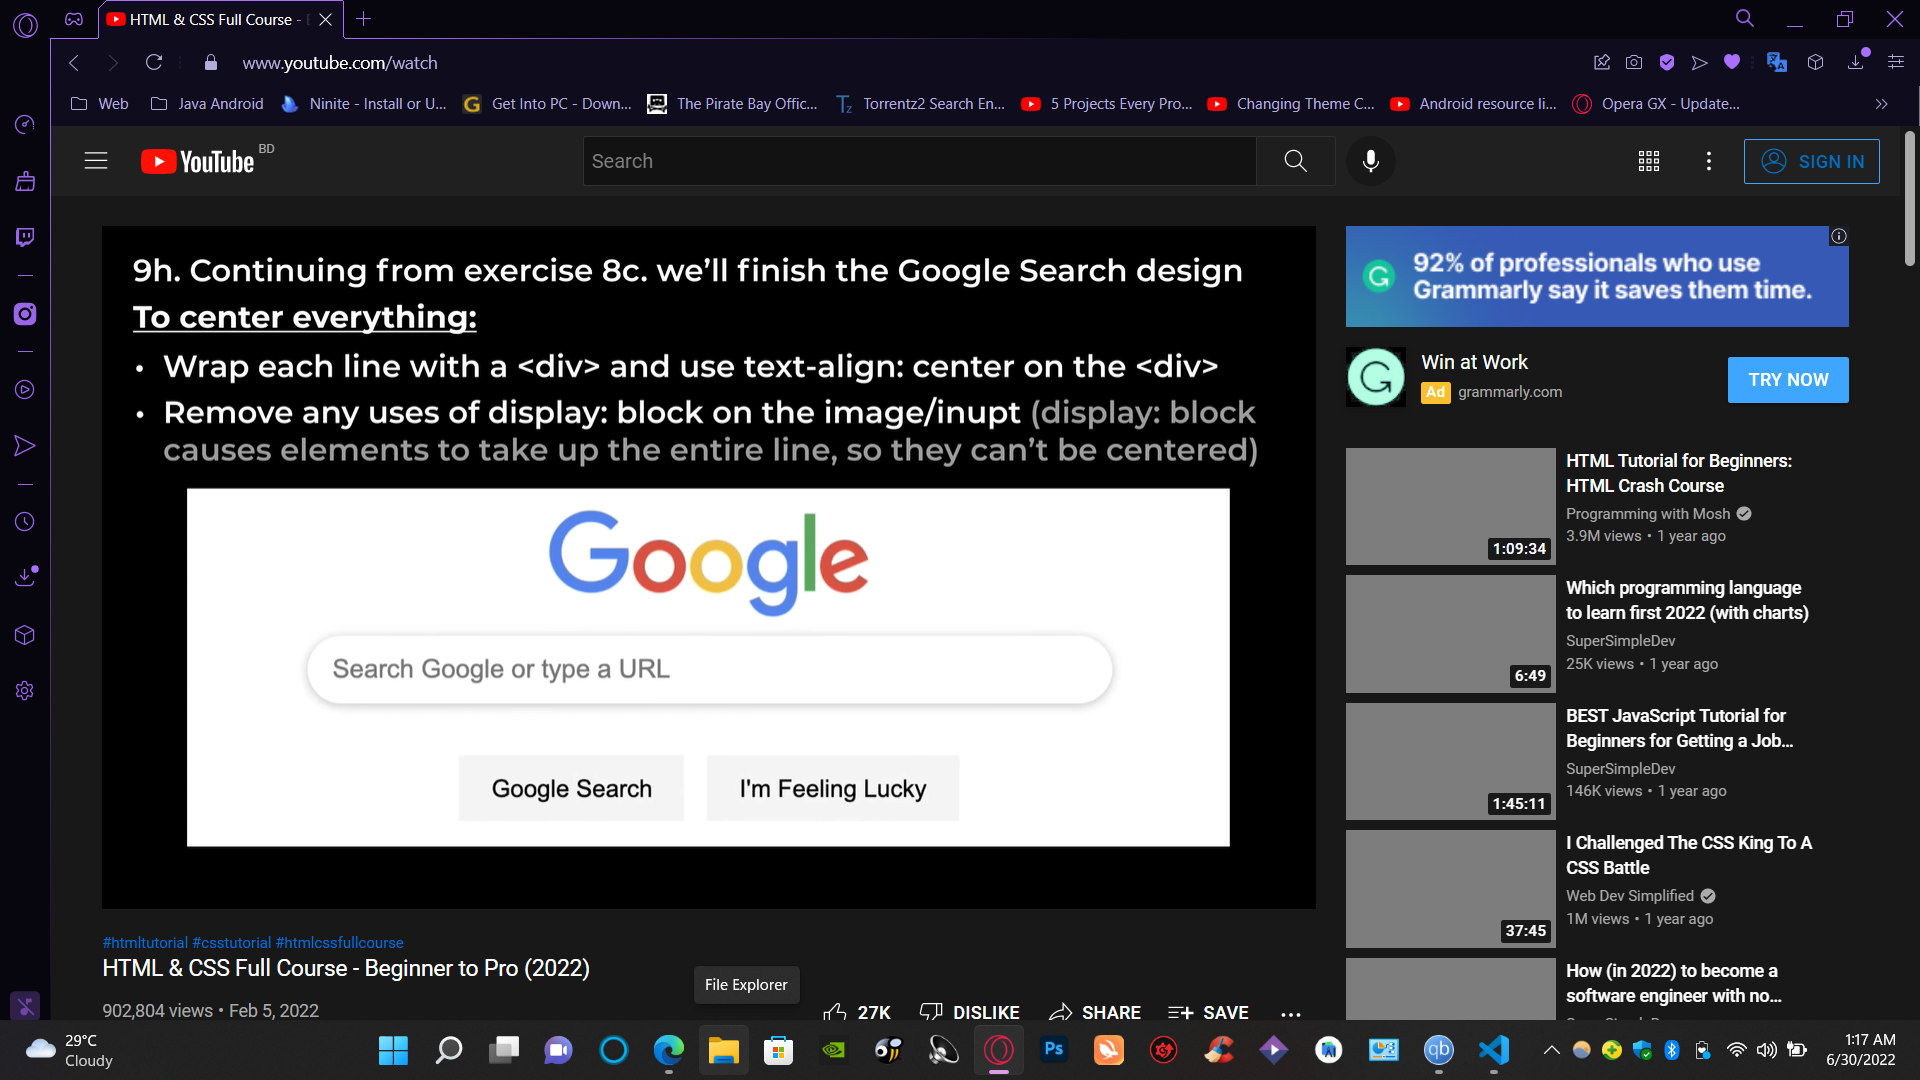 HTML & CSS Full Course -
www.youtube.com/watch
Web
Java Android
Ninite - Install or U...
Get Into PC - Down...
The Pirate Bay Offic...
Torrentz2 Search En...
5 Projects Every Pro...
Changing Theme C...
Android resource li...
Opera GX - Update...
YouTube BD
Search
SIGN IN
9h. Continuing from exercise 8c. we’ll finish the Google Search design
To center everything:
• Wrap each line with a <div> and use text-align: center on the <div>
• Remove any uses of display: block on the image/inupt (display: block
causes elements to take up the entire line, so they can’t be centered)
Google
Search Google or type a URL
Google Search
I'm Feeling Lucky
#htmltutorial #csstutorial #htmlcssfullcourse
HTML & CSS Full Course - Beginner to Pro (2022)
902,804 views • Feb 5, 2022
File Explorer
27K
DISLIKE
SHARE
SAVE
92% of professionals who use
Grammarly say it saves them time.
Win at Work
Ad grammarly.com
TRY NOW
1:09:34
HTML Tutorial for Beginners:
HTML Crash Course
Programming with Mosh
3.9M views • 1 year ago
6:49
Which programming language
to learn first 2022 (with charts)
SuperSimpleDev
25K views • 1 year ago
1:45:11
BEST JavaScript Tutorial for
Beginners for Getting a Job...
SuperSimpleDev
146K views • 1 year ago
37:45
I Challenged The CSS King To A
CSS Battle
Web Dev Simplified
1M views • 1 year ago
How (in 2022) to become a
software engineer with no...
29°C
Cloudy
Ps
qb
1:17 AM
6/30/2022